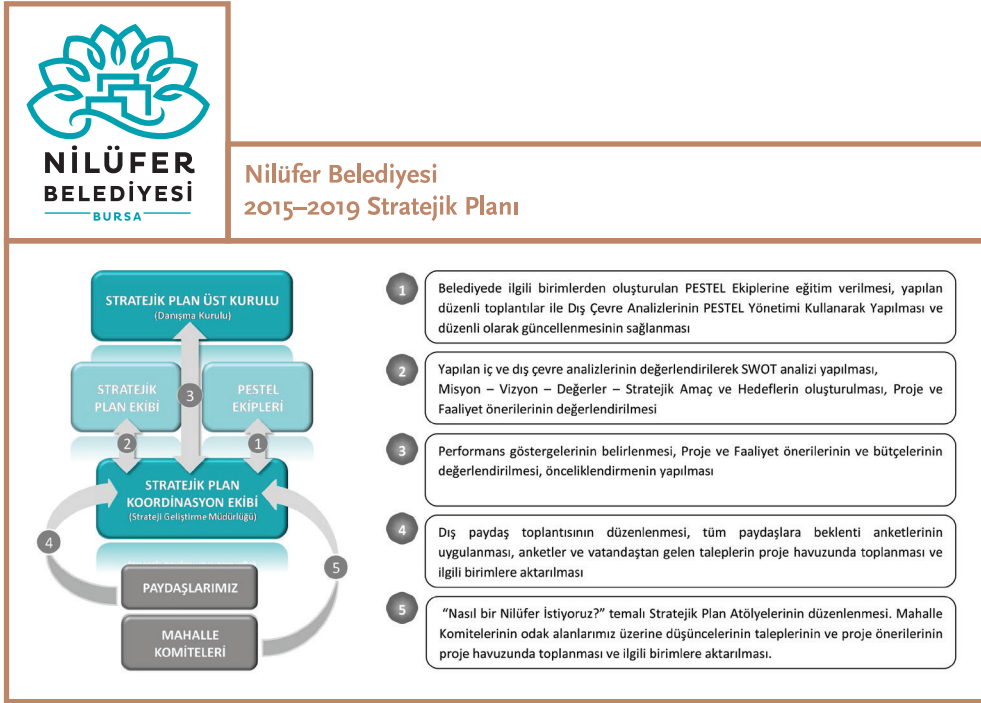 NİLÜFER
BELEDİYESİ
BURSA
Nilüfer Belediyesi
2015–2019 Stratejik Planı
STRATEJİK PLAN ÜST KURULU
(Danışma Kurulu)
STRATEJİK
PLAN EKİBİ
3
PESTEL
EKİPLERİ
2
1
STRATEJİK PLAN
KOORDİNASYON EKİBİ
(Strateji Geliştirme Müdürlüğü)
4
5
PAYDAŞLARIMIZ
MAHALLE
KOMİTELERİ
1
Belediyede ilgili birimlerden oluşturulan PESTEL Ekiplerine eğitim verilmesi, yapılan
düzenli toplantılar ile Dış Çevre Analizlerinin PESTEL Yönetimi Kullanarak Yapılması ve
düzenli olarak güncellenmesinin sağlanması
2
Yapılan iç ve dış çevre analizlerinin değerlendirilerek SWOT analizi yapılması,
Misyon – Vizyon – Değerler – Stratejik Amaç ve Hedeflerin oluşturulması, Proje ve
Faaliyet önerilerinin değerlendirilmesi
3
Performans göstergelerinin belirlenmesi, Proje ve Faaliyet önerilerinin ve bütçelerinin
değerlendirilmesi, önceliklendirmenin yapılması
4
Dış paydaş toplantısının düzenlenmesi, tüm paydaşlara beklenti anketlerinin
uygulanması, anketler ve vatandaştan gelen taleplerin proje havuzunda toplanması ve
ilgili birimlere aktarılması
5
“Nasıl bir Nilüfer İstiyoruz?” temalı Stratejik Plan Atölyelerinin düzenlenmesi. Mahalle
Komitelerinin odak alanlarımız üzerine düşüncelerinin taleplerinin ve proje önerilerinin
proje havuzunda toplanması ve ilgili birimlere aktarılması.